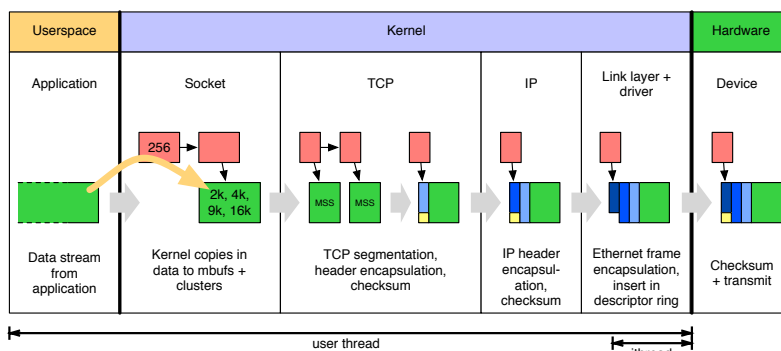 Userspace
Kernel
Hardware
Application
Socket
TCP
IP
Link layer +
driver
Device
256
2k, 4k,
9k, 16k
MSS
MSS
Data stream
from
application
Kernel copies in
data to mbufs +
clusters
TCP segmentation,
header encapsulation,
checksum
IP header
encapsul-
ation,
checksum
Ethernet frame
encapsulation,
insert in
descriptor ring
Checksum
+ transmit
user thread
ithread